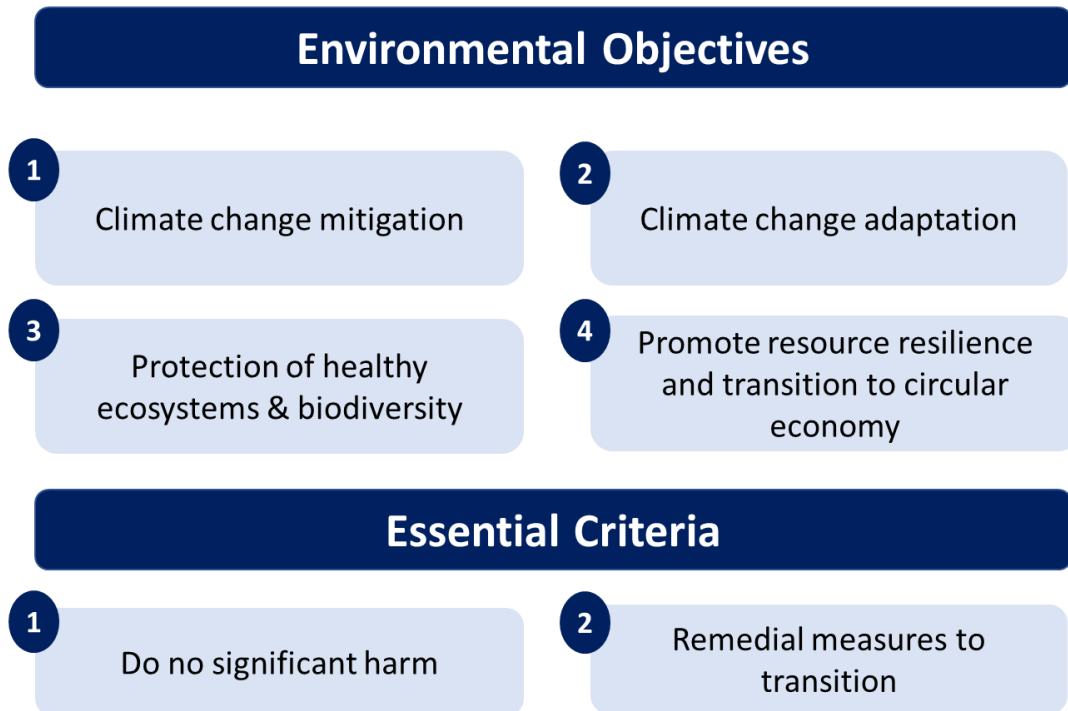 Environmental Objectives
1
Climate change mitigation
2
Climate change adaptation
3
Protection of healthy
ecosystems & biodiversity
4
Promote resource resilience
and transition to circular
economy
Essential Criteria
1
Do no significant harm
2
Remedial measures to
transition